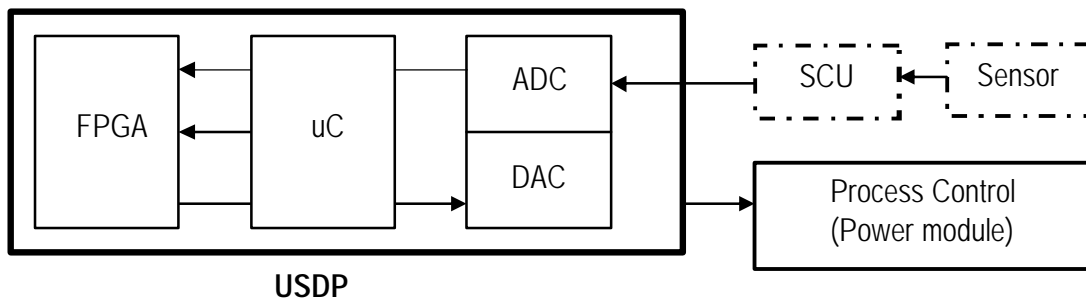 FPGA
uC
ADC
DAC
SCU
Sensor
Process Control
(Power module)
USDP